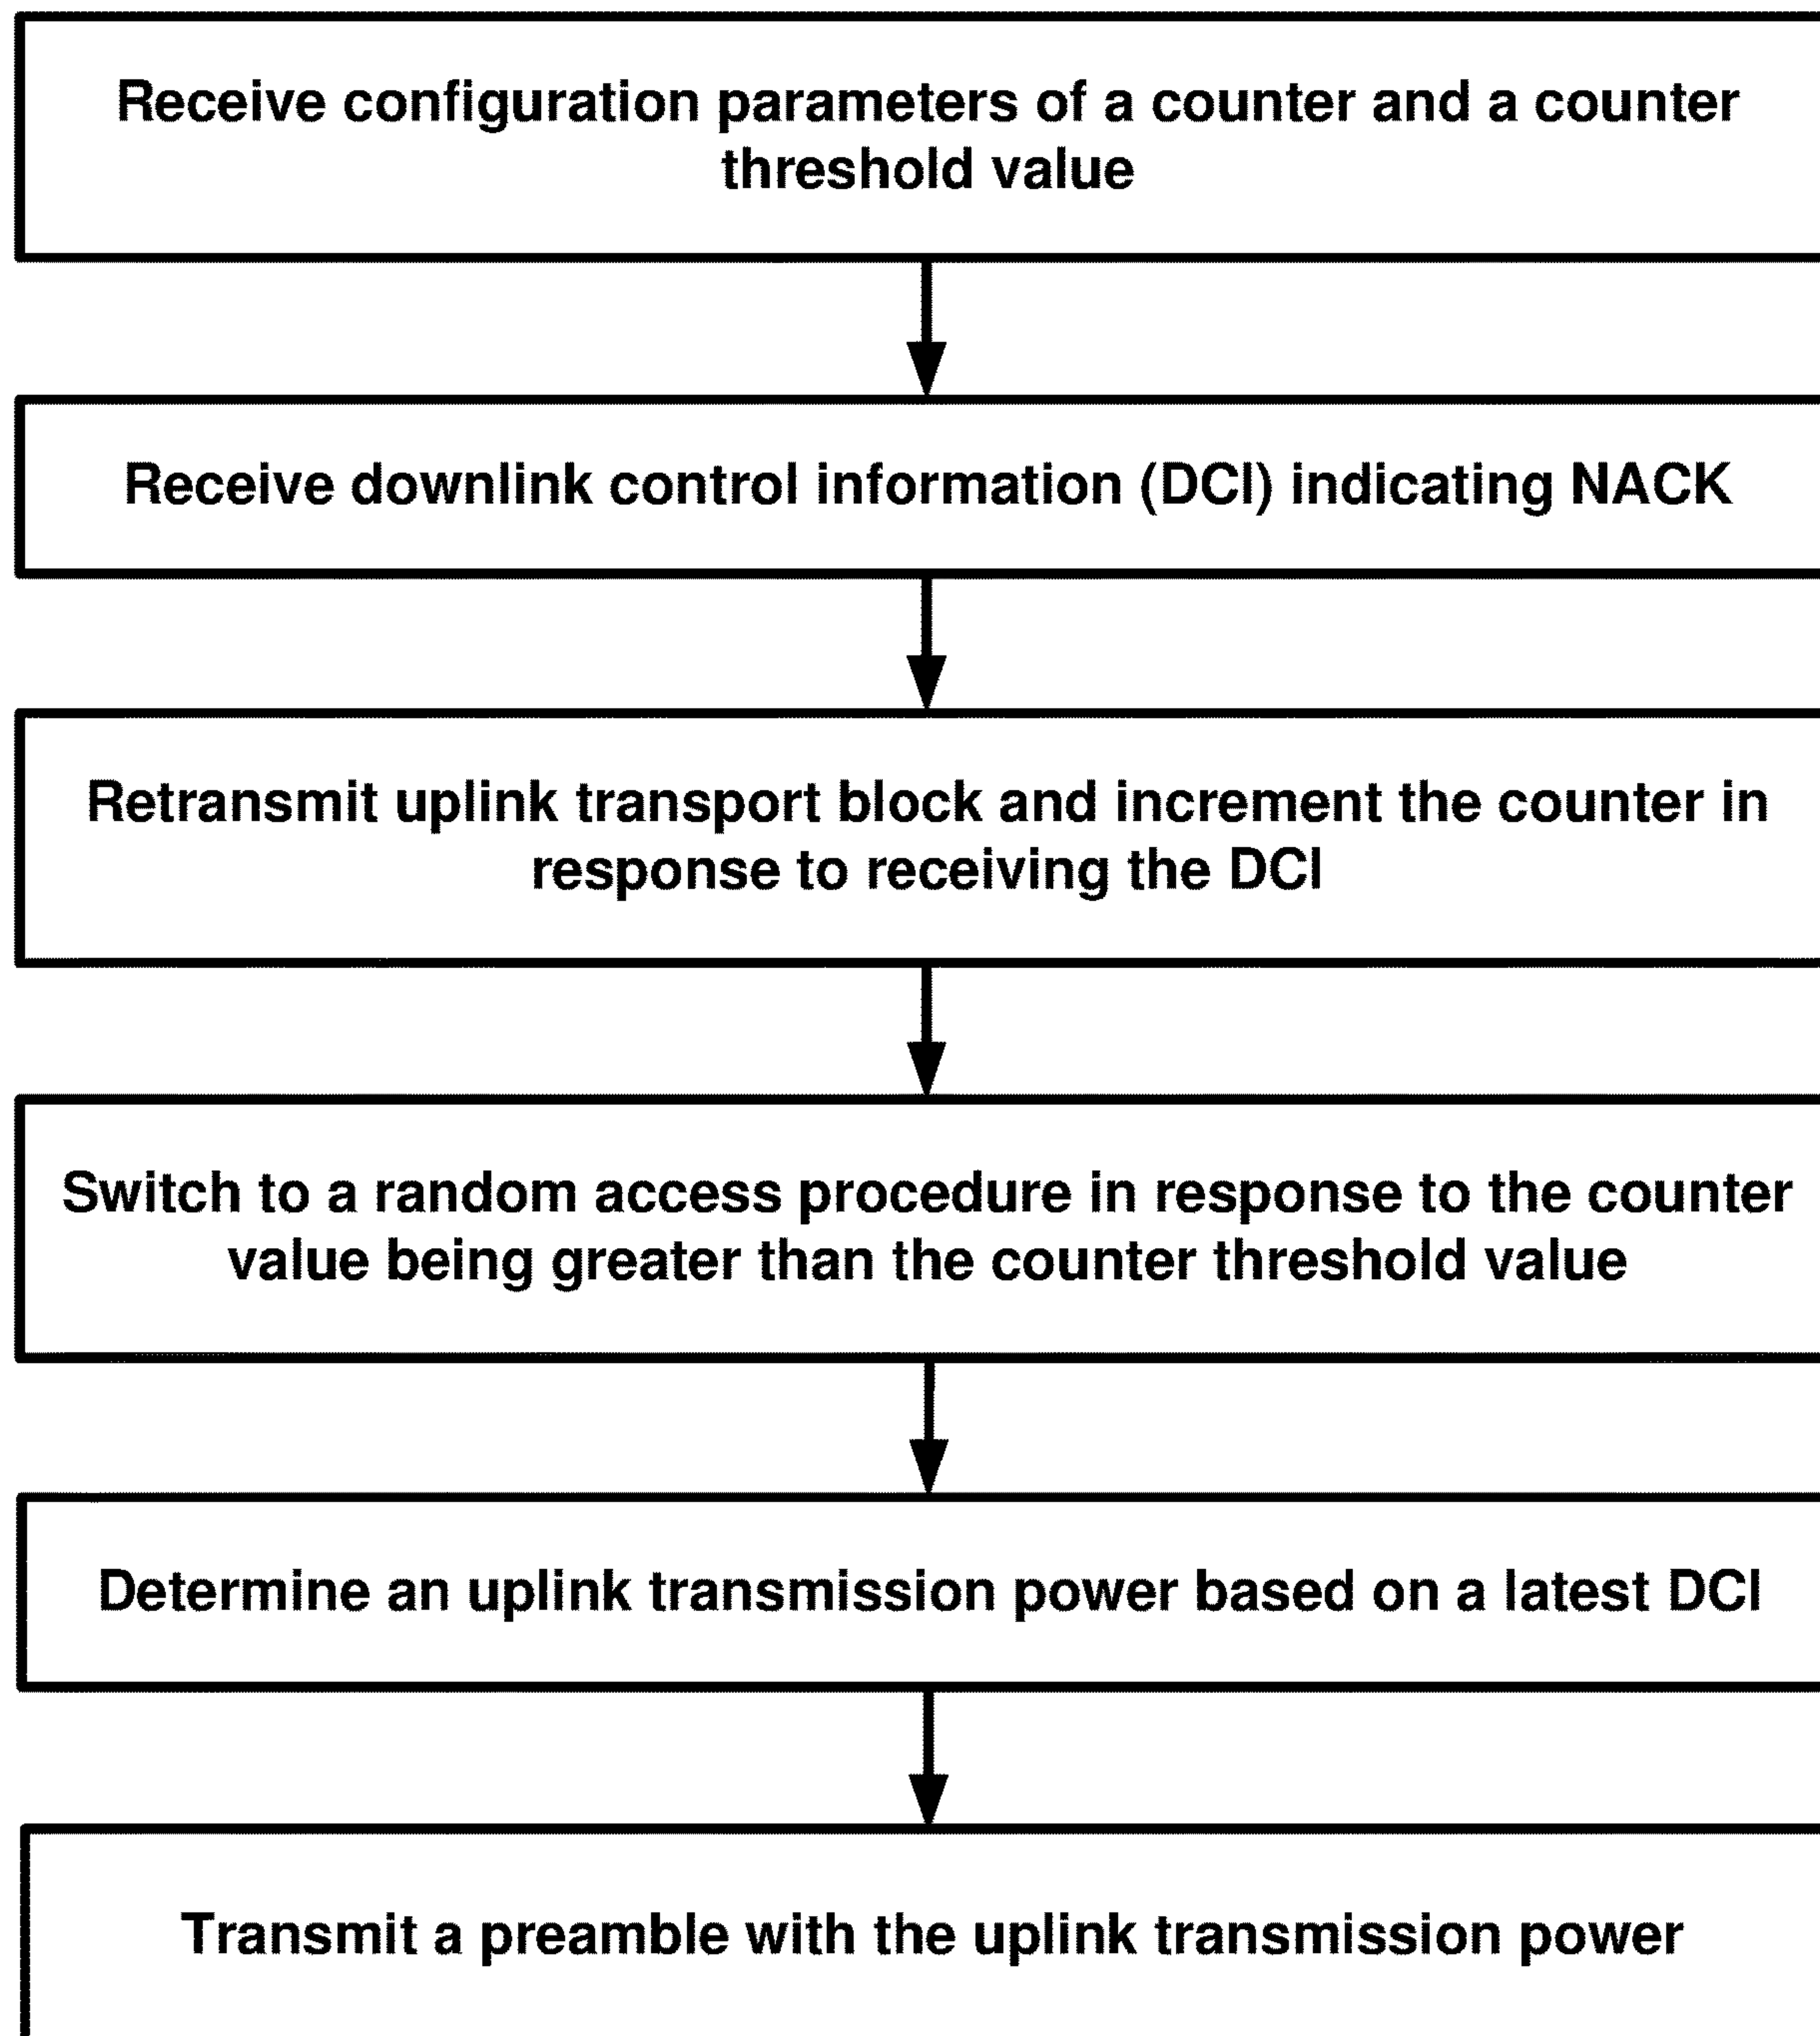 Receive configuration parameters of a counter and a counter
threshold value
Receive downlink control information (DCI) indicating NACK
Retransmit uplink transport block and increment the counter in
response to receiving the DCI
Switch to a random access procedure in response to the counter
value being greater than the counter threshold value
Determine an uplink transmission power based on a latest DCI
Transmit a preamble with the uplink transmission power